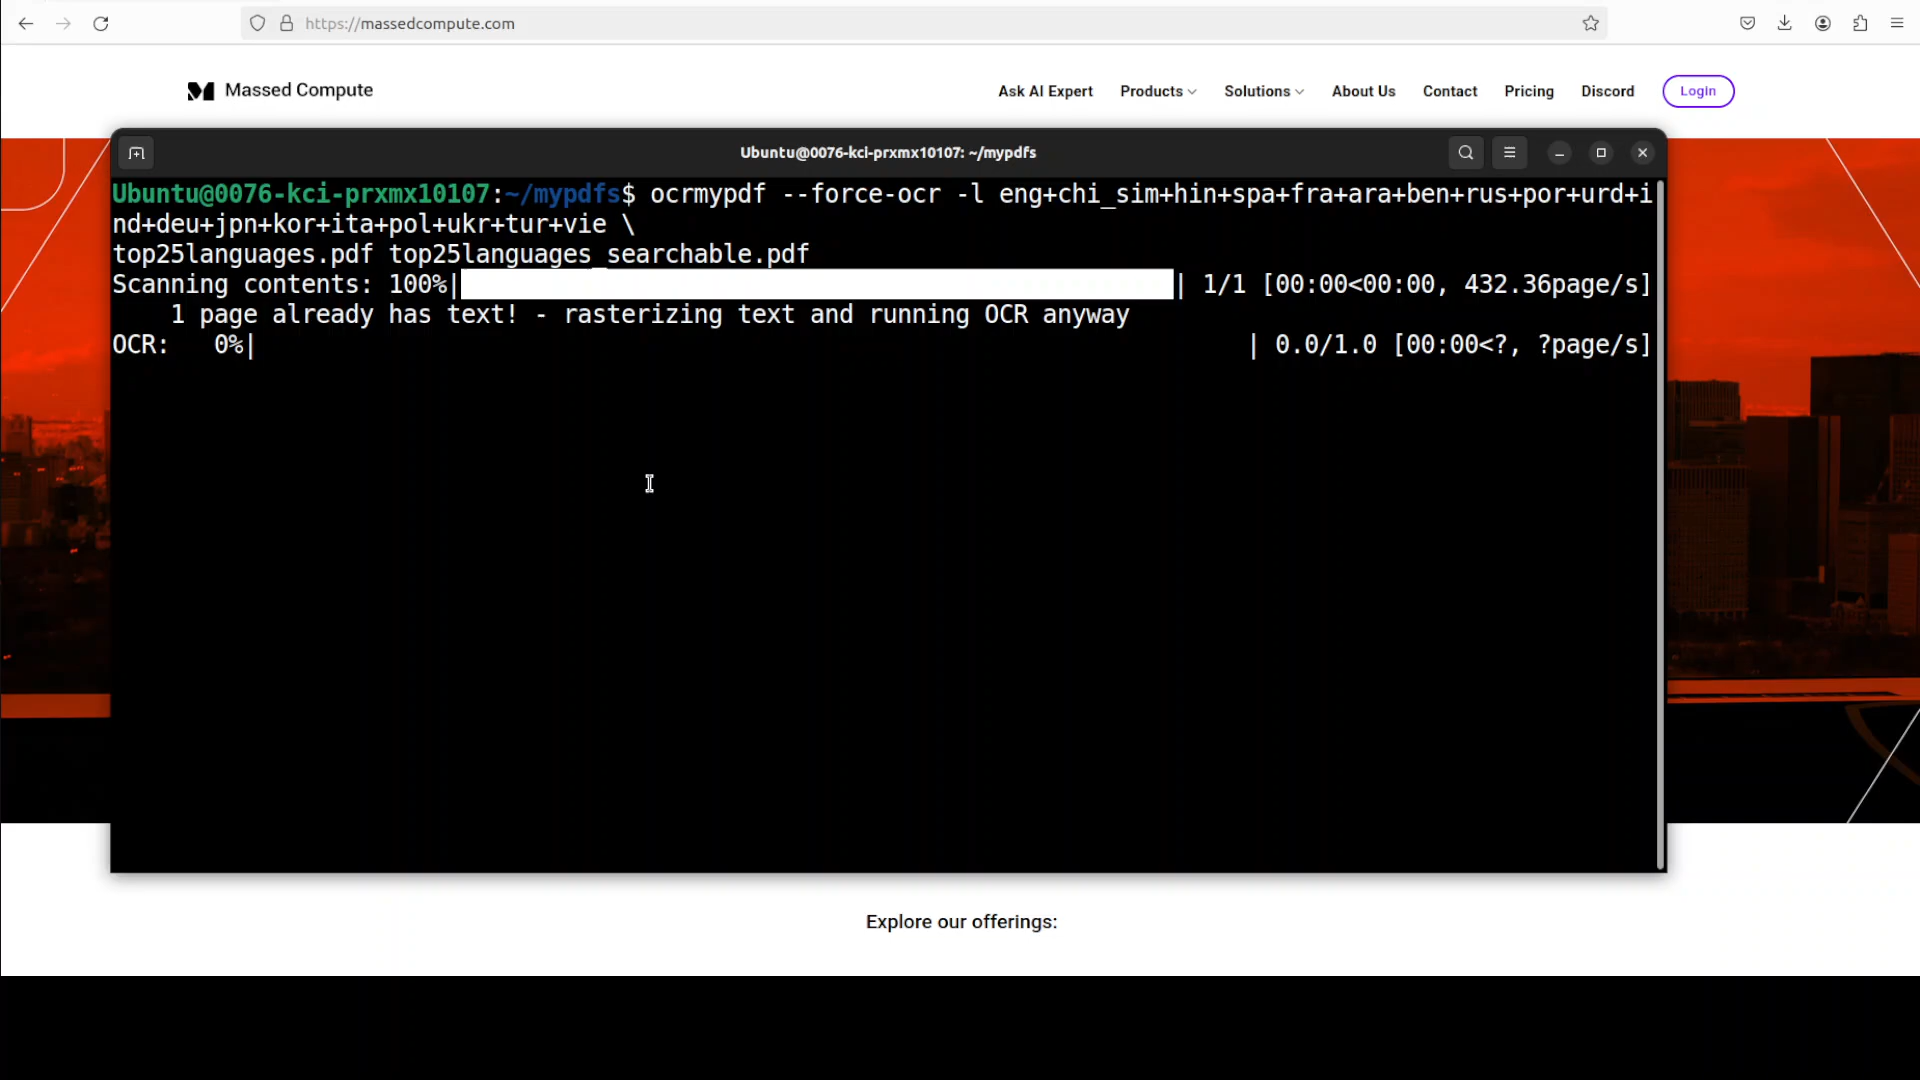 https://massedcompute.com
Massed Compute
Ask AI Expert Products Solutions About Us Contact Pricing Discord Login
Ubuntu@0076-kci-prxmx10107: ~/mypdfs
Ubuntu@0076-kci-prxmx10107:~/mypdfs$ ocrmypdf --force-ocr -l eng+chi_sim+hin+spa+fra+ara+ben+rus+por+urd+i
nd+deu+jpn+kor+ita+pol+ukr+tur+vie \
top25languages.pdf top25languages_searchable.pdf
Scanning contents: 100%| | 1/1 [00:00<00:00, 432.36page/s]
1 page already has text! - rasterizing text and running OCR anyway
OCR: 0%| | 0.0/1.0 [00:00<?, ?page/s]
Explore our offerings: